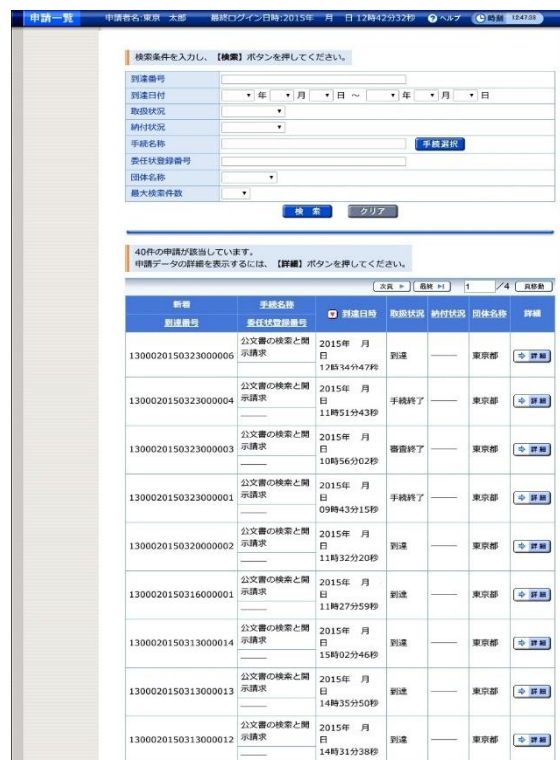 申請一覧 申請者名:東京 太郎 最終ログイン日時:2015年 月 日 12時42分32秒 ヘルプ 時刻 12:47:33
検索条件を入力し、【検索】ボタンを押してください。
到達番号
到達日付 年 月 日 ～ 年 月 日
取扱状況
納付状況
手続名称 手続選択
委任状登録番号
団体名称
最大検索件数
検 索 クリア
40件の申請が該当しています。
申請データの詳細を表示するには、【詳細】ボタンを押してください。
次頁 最終 1 /4 頁移動
新着 手続名称 到達日時 取扱状況 納付状況 団体名称 詳細
到達番号 委任状登録番号
1300020150323000006 公文書の検索と開示請求 2015年 月 日 12時34分47秒 到達 ―― 東京都 詳細
1300020150323000004 公文書の検索と開示請求 2015年 月 日 11時51分43秒 手続終了 ―― 東京都 詳細
1300020150323000003 公文書の検索と開示請求 2015年 月 日 10時56分02秒 審査終了 ―― 東京都 詳細
1300020150323000001 公文書の検索と開示請求 2015年 月 日 09時43分15秒 手続終了 ―― 東京都 詳細
1300020150320000002 公文書の検索と開示請求 2015年 月 日 11時32分20秒 到達 ―― 東京都 詳細
1300020150316000001 公文書の検索と開示請求 2015年 月 日 11時27分59秒 到達 ―― 東京都 詳細
1300020150313000014 公文書の検索と開示請求 2015年 月 日 15時02分46秒 到達 ―― 東京都 詳細
1300020150313000013 公文書の検索と開示請求 2015年 月 日 14時35分50秒 到達 ―― 東京都 詳細
1300020150313000012 公文書の検索と開示請求 2015年 月 日 14時31分38秒 到達 ―― 東京都 詳細